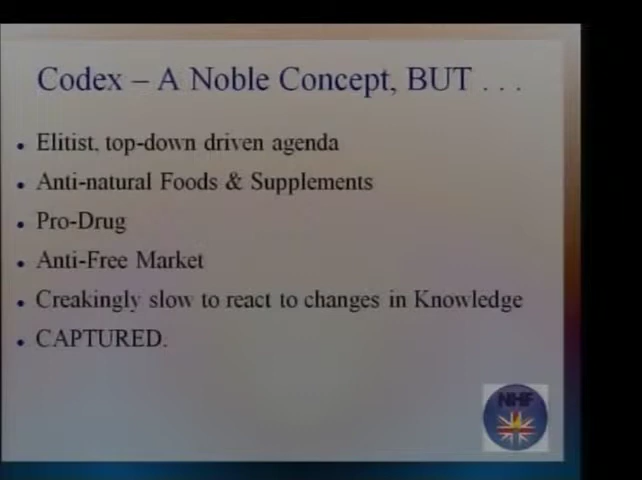 Codex – A Noble Concept, BUT . . .
• Elitist, top-down driven agenda
• Anti-natural Foods & Supplements
• Pro-Drug
• Anti-Free Market
• Creakingly slow to react to changes in Knowledge
• CAPTURED.
NHF